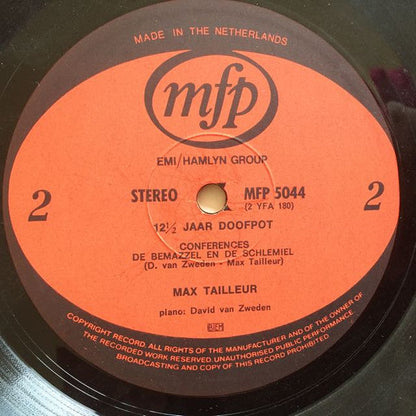 MADE IN THE NETHERLANDS
mfp
EMI/HAMLYN GROUP
2
STEREO
MFP 5044
(2 YFA 180)
2
12½ JAAR DOOFPOT
CONFERENCES
DE BEMAZZEL EN DE SCHLEMIEL
(D. van Zweden - Max Tailleur)
MAX TAILLEUR
piano: David van Zweden
BIEM
COPYRIGHT RECORD. ALL RIGHTS OF THE MANUFACTURER AND OF THE OWNER OF
THE RECORDED WORK RESERVED. UNAUTHORISED PUBLIC PERFORMANCE
BROADCASTING AND COPY OF THIS RECORD PROHIBITED